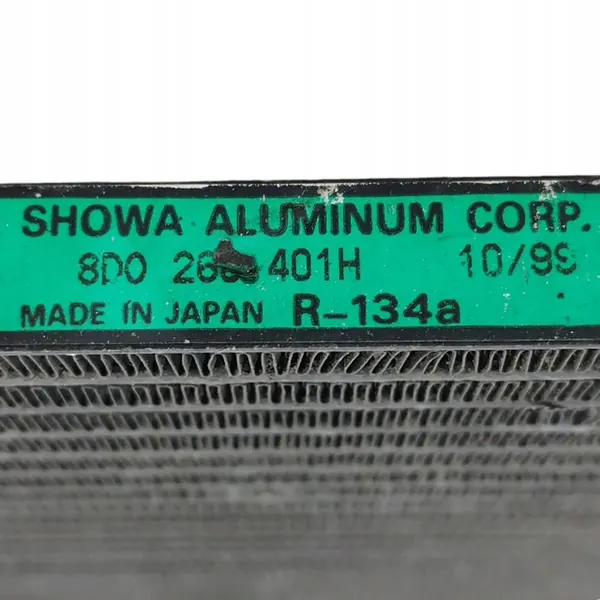 SHOWA ALUMINUM CORP.
8D0 401H 10/99
MADE IN JAPAN R-134a